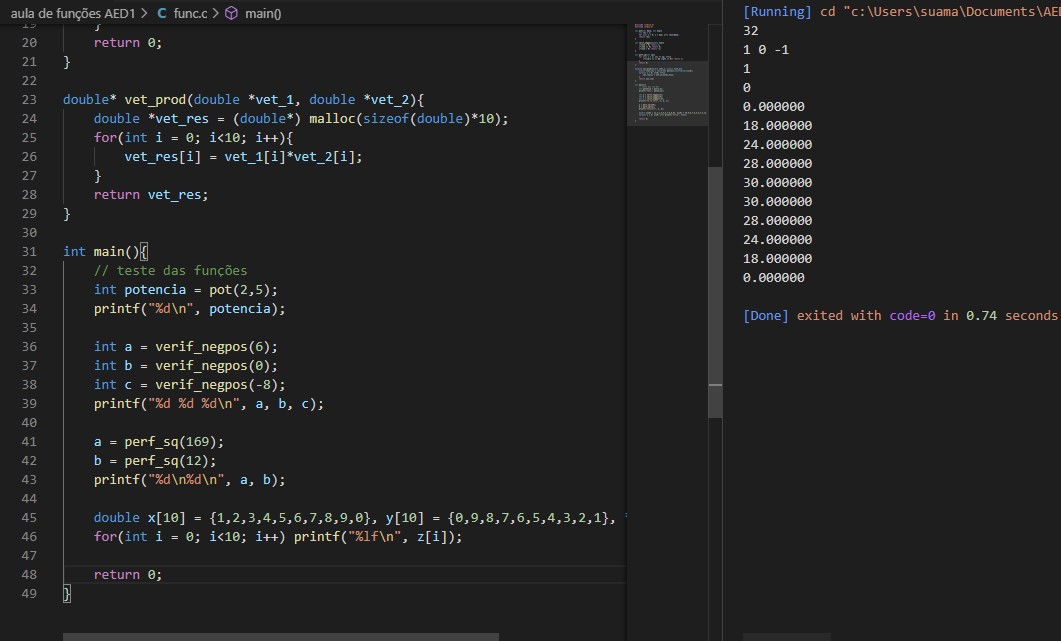 aula de funções AED1 > C func.c > main()
19 }
20 return 0;
21 }
22
23 double* vet_prod(double *vet_1, double *vet_2){
24 double *vet_res = (double*) malloc(sizeof(double)*10);
25 for(int i = 0; i<10; i++){
26 vet_res[i] = vet_1[i]*vet_2[i];
27 }
28 return vet_res;
29 }
30
31 int main(){
32 // teste das funções
33 int potencia = pot(2,5);
34 printf("%d\n", potencia);
35
36 int a = verif_negpos(6);
37 int b = verif_negpos(0);
38 int c = verif_negpos(-8);
39 printf("%d %d %d\n", a, b, c);
40
41 a = perf_sq(169);
42 b = perf_sq(12);
43 printf("%d\n%d\n", a, b);
44
45 double x[10] = {1,2,3,4,5,6,7,8,9,0}, y[10] = {0,9,8,7,6,5,4,3,2,1},
46 for(int i = 0; i<10; i++) printf("%lf\n", z[i]);
47
48 return 0;
49 }
[Running] cd "c:\Users\suama\Documents\AE
32
1 0 -1
1
0
0.000000
18.000000
24.000000
28.000000
30.000000
30.000000
28.000000
24.000000
18.000000
0.000000
[Done] exited with code=0 in 0.74 seconds